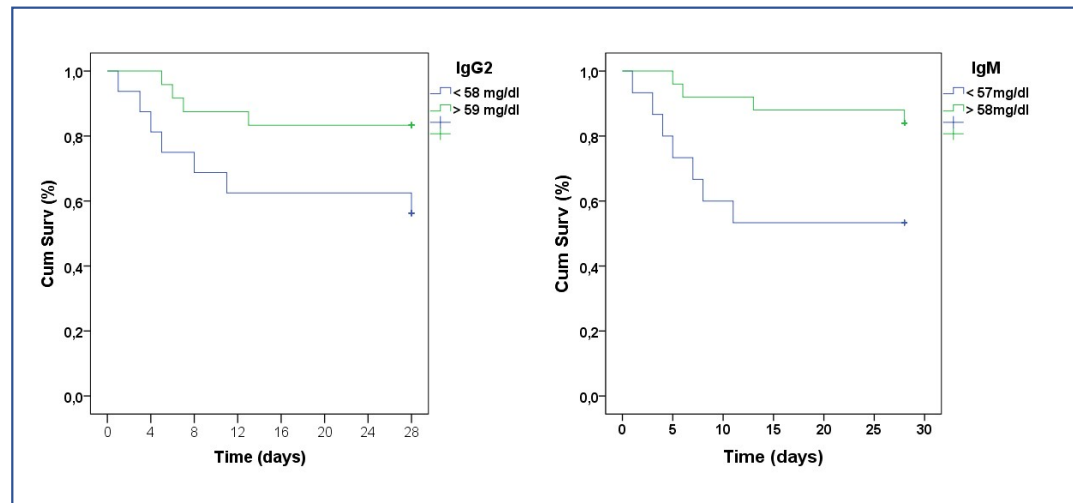 IgG2
< 58 mg/dl
> 59 mg/dl
1,0
0,8
0,6
0,4
0,2
0,0
Cum Surv (%)
0 4 8 12 16 20 24 28
Time (days)
IgM
< 57mg/dl
> 58mg/dl
1,0
0,8
0,6
0,4
0,2
0,0
Cum Surv (%)
0 5 10 15 20 25 30
Time (days)